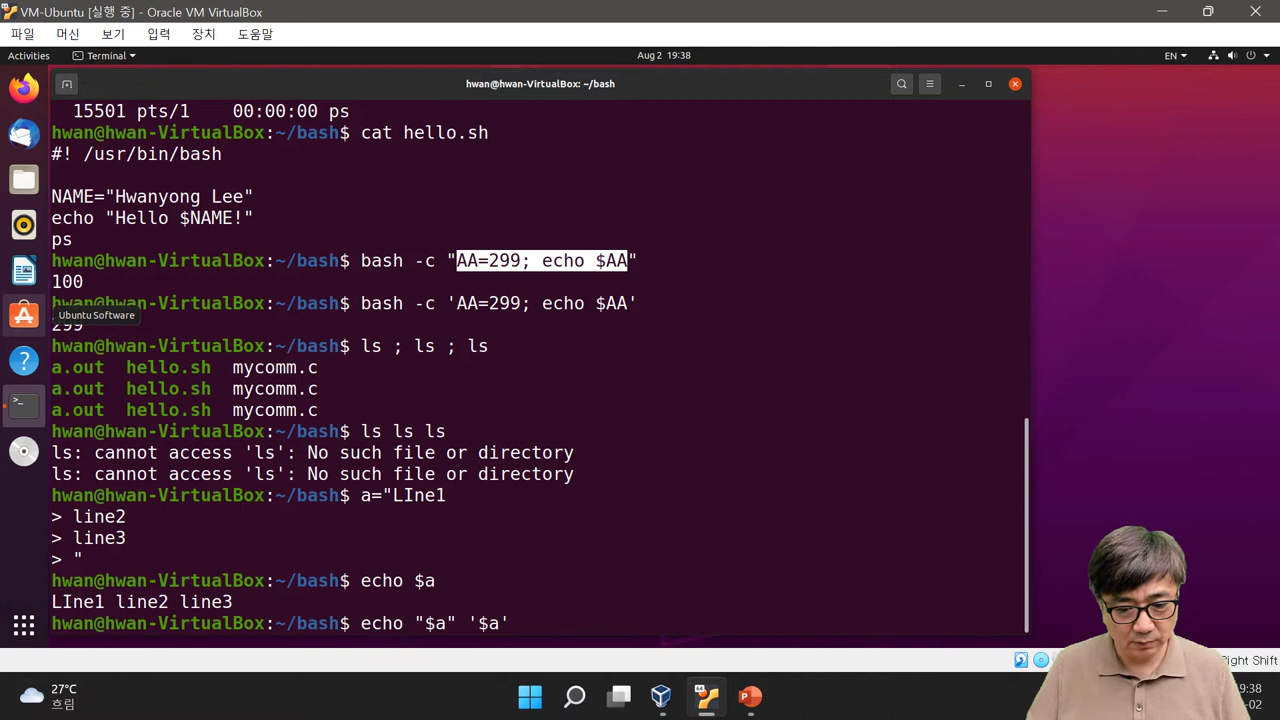 VM-Ubuntu [실행 중] - Oracle VM VirtualBox
파일 머신 보기 입력 장치 도움말
Activities Terminal Aug 2 19:38 EN
hwan@hwan-VirtualBox: ~/bash
15501 pts/1 00:00:00 ps
hwan@hwan-VirtualBox:~/bash$ cat hello.sh
#! /usr/bin/bash
NAME="Hwanyong Lee"
echo "Hello $NAME!"
ps
hwan@hwan-VirtualBox:~/bash$ bash -c "AA=299; echo $AA"
100
hwan@hwan-VirtualBox:~/bash$ bash -c 'AA=299; echo $AA'
Ubuntu Software
299
hwan@hwan-VirtualBox:~/bash$ ls ; ls ; ls
a.out hello.sh mycomm.c
a.out hello.sh mycomm.c
a.out hello.sh mycomm.c
hwan@hwan-VirtualBox:~/bash$ ls ls ls
ls: cannot access 'ls': No such file or directory
ls: cannot access 'ls': No such file or directory
hwan@hwan-VirtualBox:~/bash$ a="LIne1
> line2
> line3
> "
hwan@hwan-VirtualBox:~/bash$ echo $a
LIne1 line2 line3
hwan@hwan-VirtualBox:~/bash$ echo "$a" '$a'
Right Shift
27°C
흐림
19:38
-02